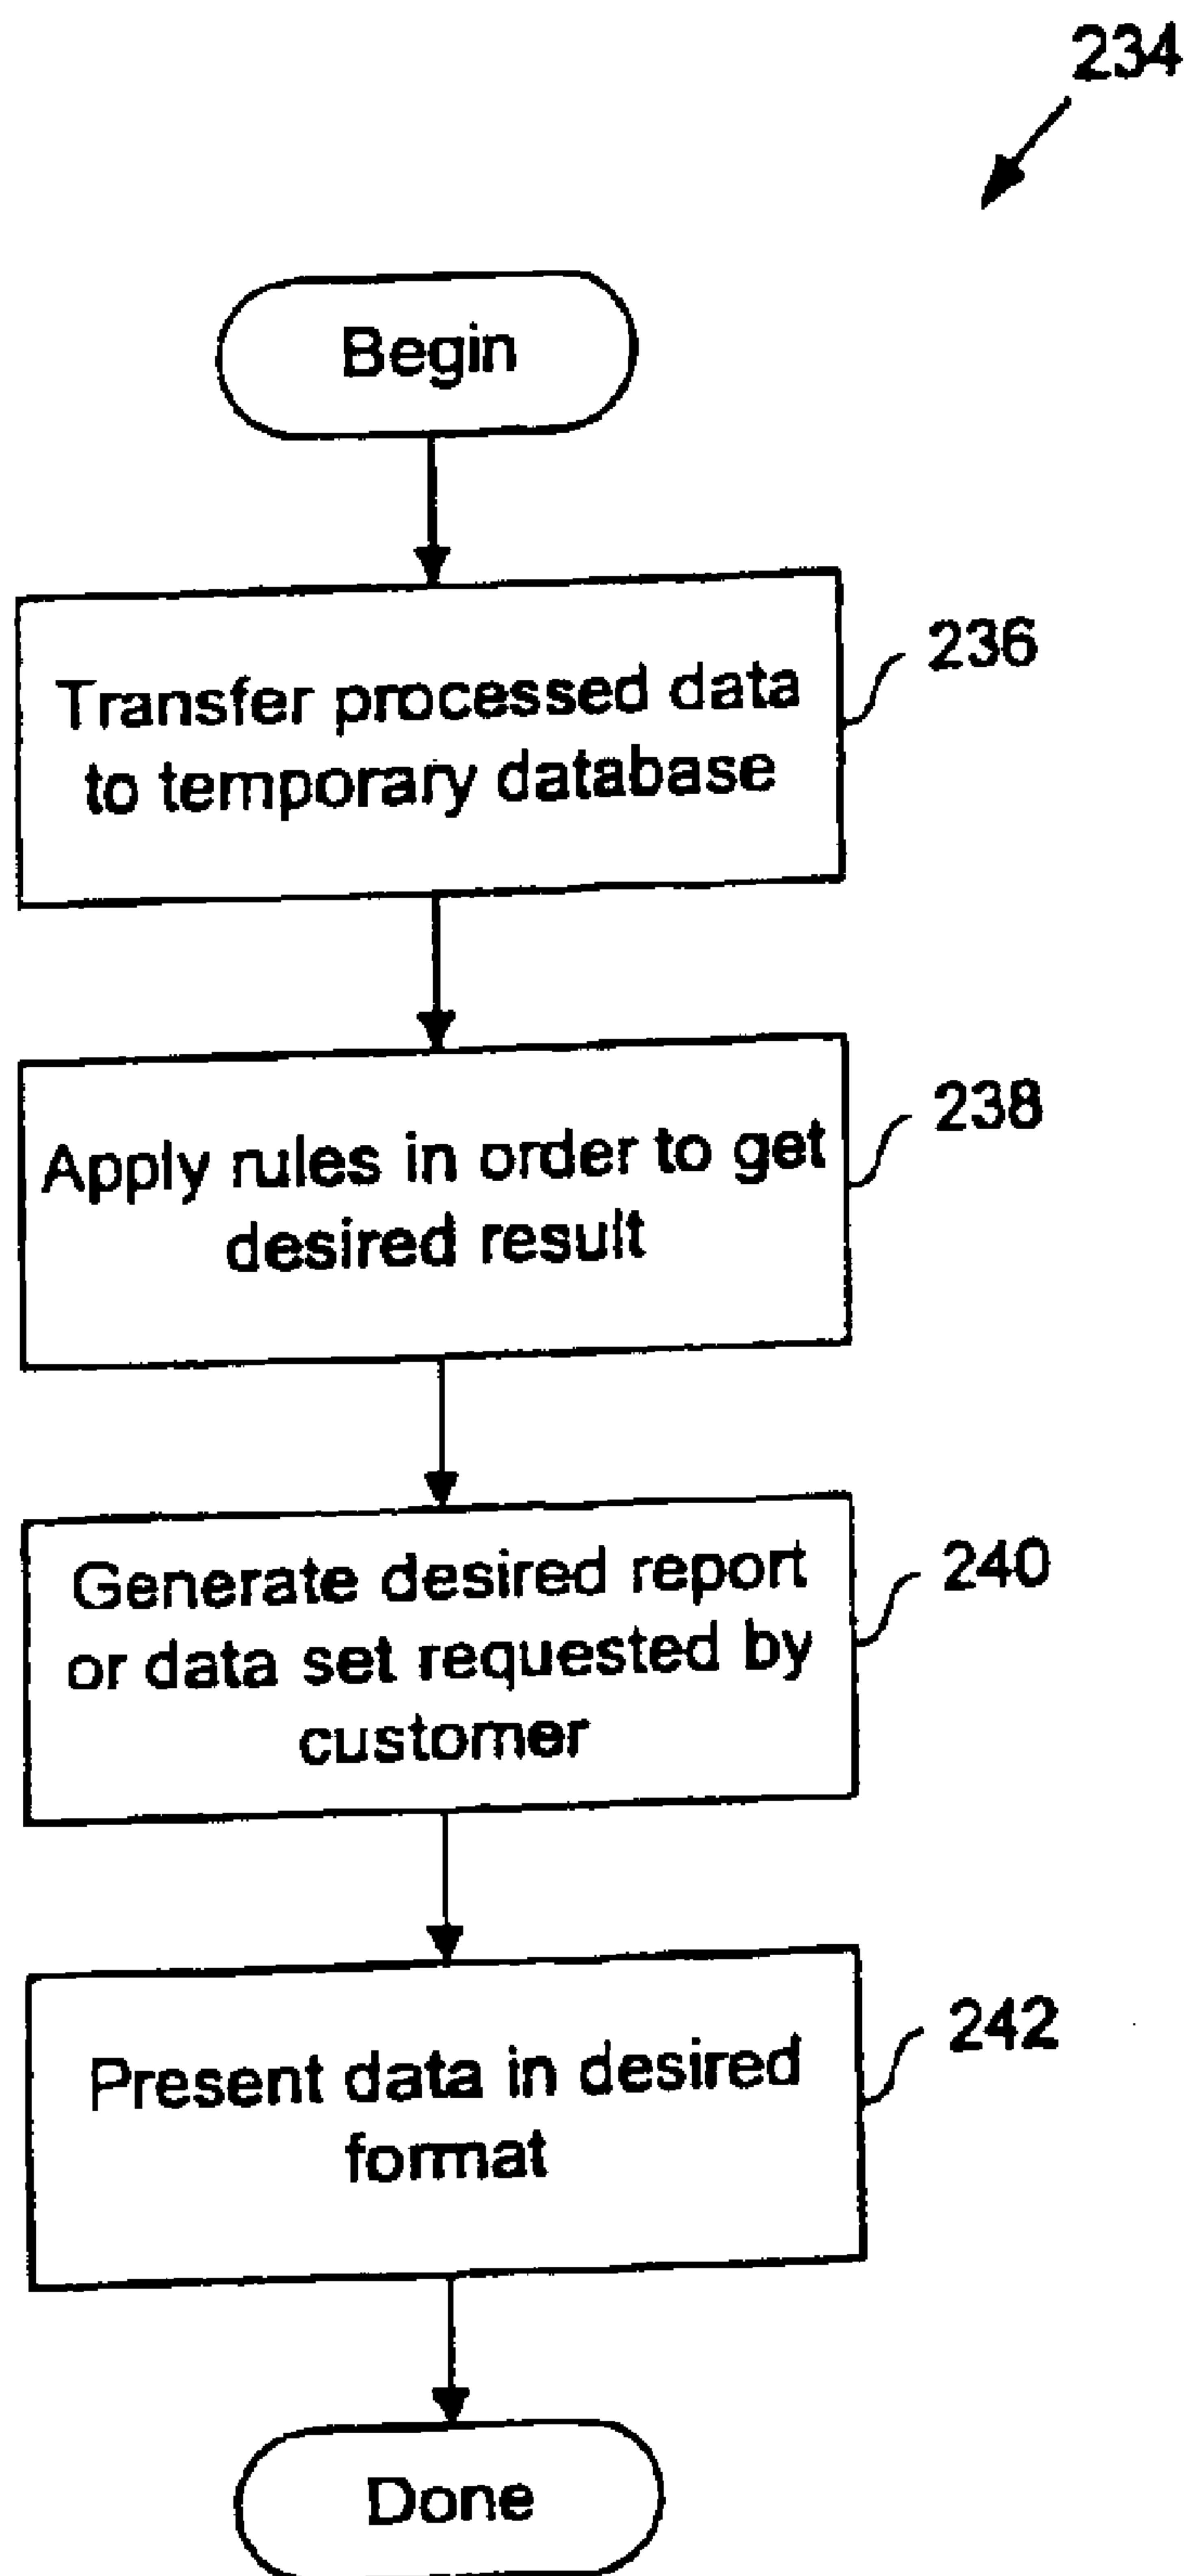 234
Begin
Transfer processed data
to temporary database
236
Apply rules in order to get
desired result
238
Generate desired report
or data set requested by
customer
240
Present data in desired
format
242
Done